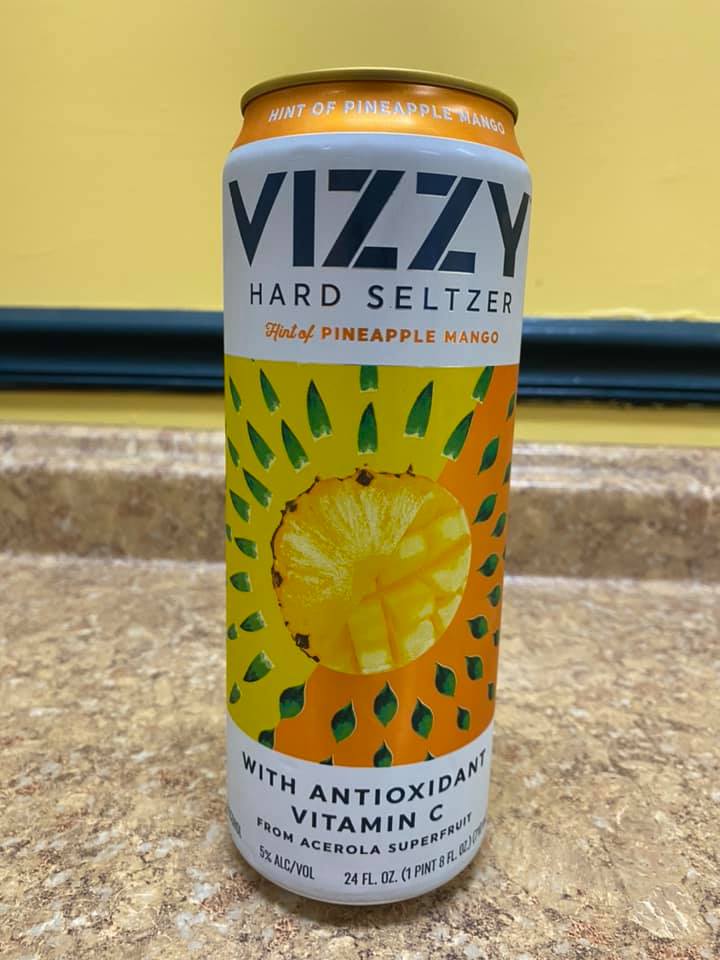 HINT OF PINEAPPLE MANGO
VIZZY
HARD SELTZER
Hint of PINEAPPLE MANGO
WITH ANTIOXIDANT
VITAMIN C
FROM ACEROLA SUPERFRUIT
5% ALC/VOL
24 FL. OZ. (1 PINT 8 FL. OZ.)